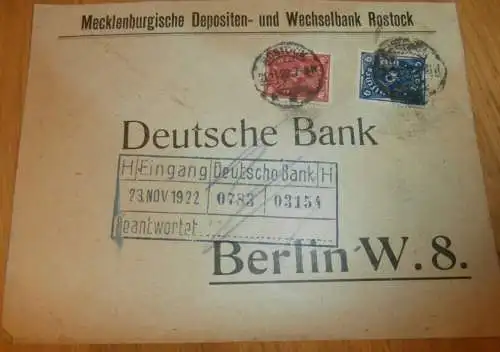 Mecklenburgische Depositen- und Wechselbank Rostock
Deutsche Bank
H Eingang Deutsche Bank H
23. NOV 1922 0783 03154
Beantwortet
Berlin W. 8.